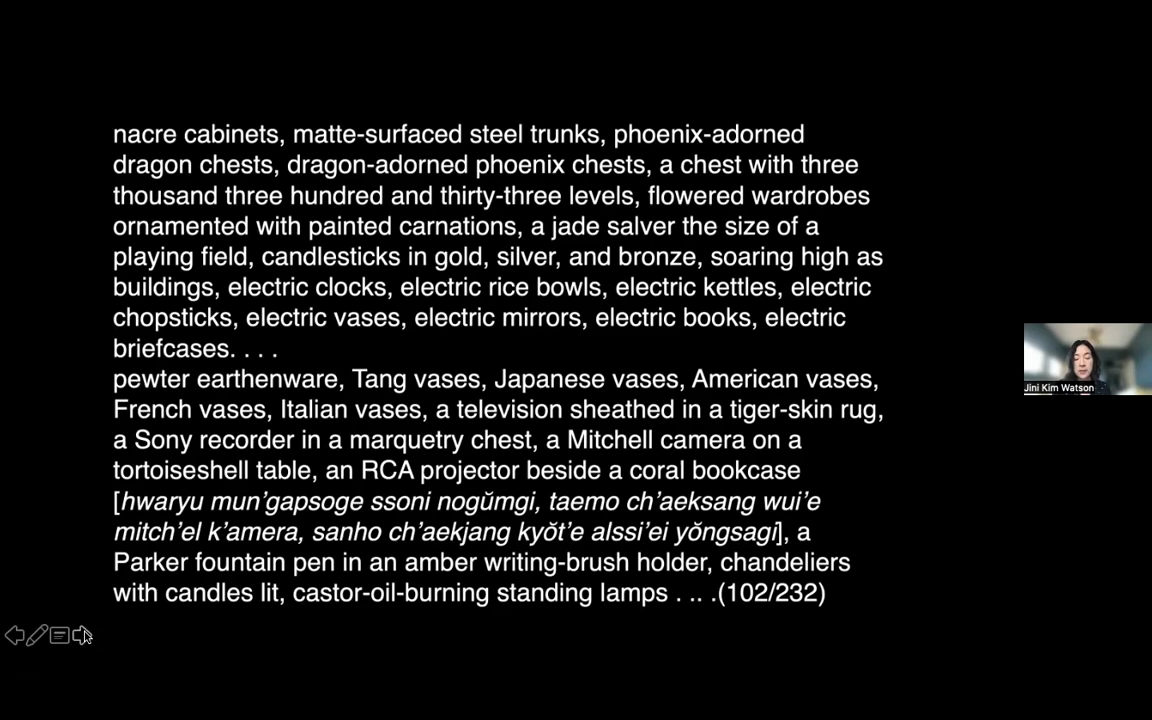 nacre cabinets, matte-surfaced steel trunks, phoenix-adorned
dragon chests, dragon-adorned phoenix chests, a chest with three
thousand three hundred and thirty-three levels, flowered wardrobes
ornamented with painted carnations, a jade salver the size of a
playing field, candlesticks in gold, silver, and bronze, soaring high as
buildings, electric clocks, electric rice bowls, electric kettles, electric
chopsticks, electric vases, electric mirrors, electric books, electric
briefcases. . . .
pewter earthenware, Tang vases, Japanese vases, American vases,
French vases, Italian vases, a television sheathed in a tiger-skin rug,
a Sony recorder in a marquetry chest, a Mitchell camera on a
tortoiseshell table, an RCA projector beside a coral bookcase
[hwaryu mun’gapsoge ssoni nogŭmgi, taemo ch’aeksang wui’e
mitch’el k’amera, sanho ch’aekjang kyŏt’e alssi’ei yŏngsagi], a
Parker fountain pen in an amber writing-brush holder, chandeliers
with candles lit, castor-oil-burning standing lamps . .. .(102/232)
Jini Kim Watson